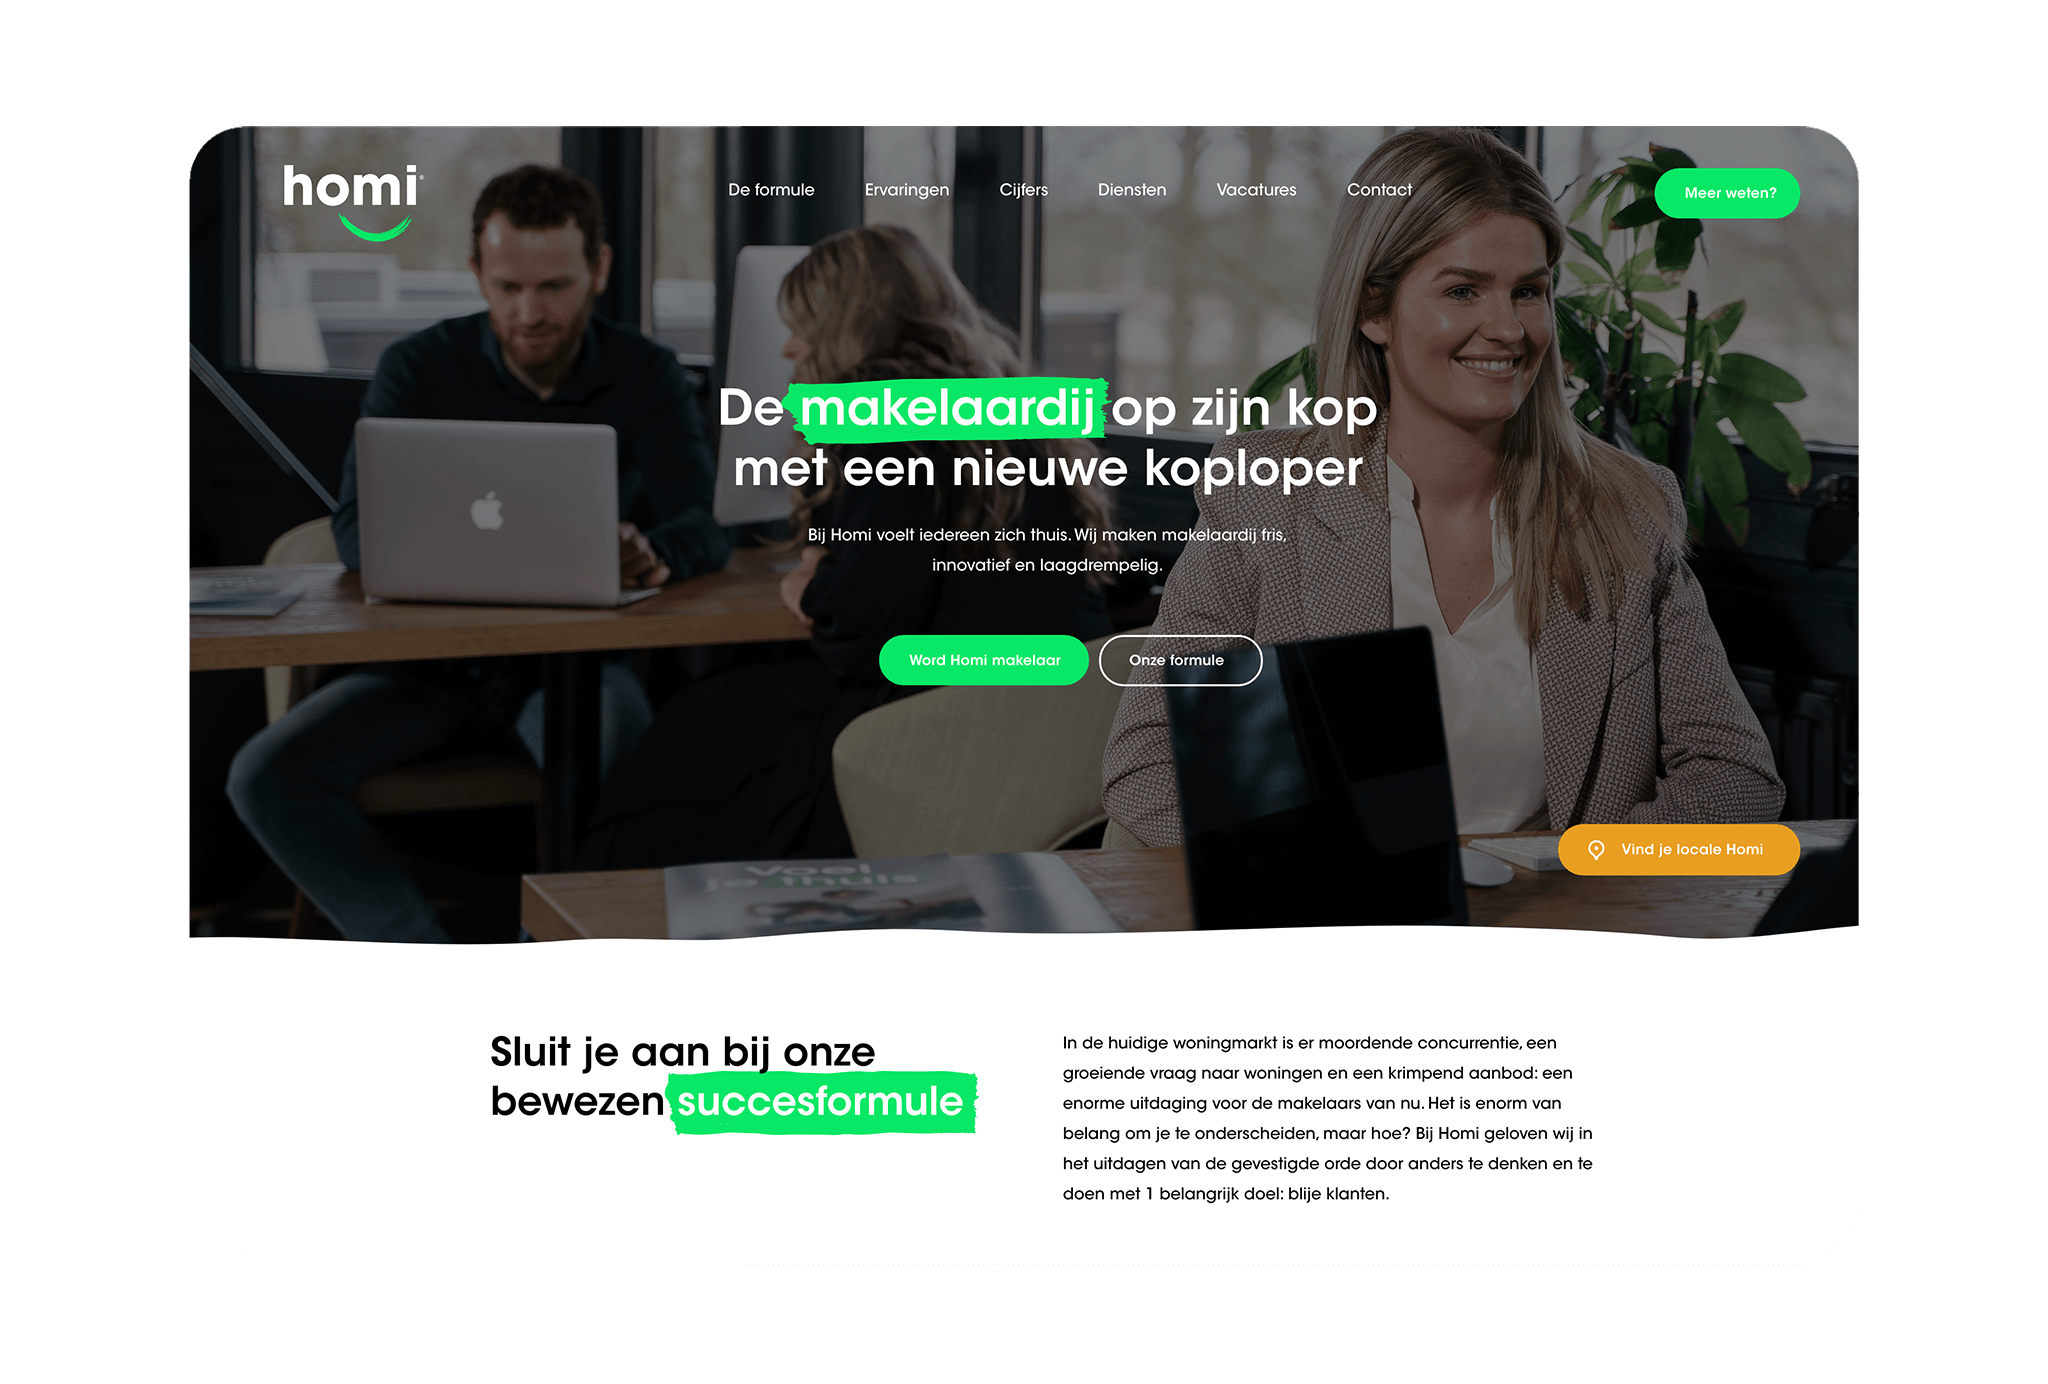 homi®
De formule
Ervaringen
Cijfers
Diensten
Vacatures
Contact
Meer weten?
De makelaardij op zijn kop
met een nieuwe koploper
Bij Homi voelt iedereen zich thuis. Wij maken makelaardij fris,
innovatief en laagdrempelig.
Word Homi makelaar
Onze formule
Voel
je thuis
Vind je locale Homi
Sluit je aan bij onze
bewezen succesformule
In de huidige woningmarkt is er moordende concurrentie, een
groeiende vraag naar woningen en een krimpend aanbod: een
enorme uitdaging voor de makelaars van nu. Het is enorm van
belang om je te onderscheiden, maar hoe? Bij Homi geloven wij in
het uitdagen van de gevestigde orde door anders te denken en te
doen met 1 belangrijk doel: blije klanten.